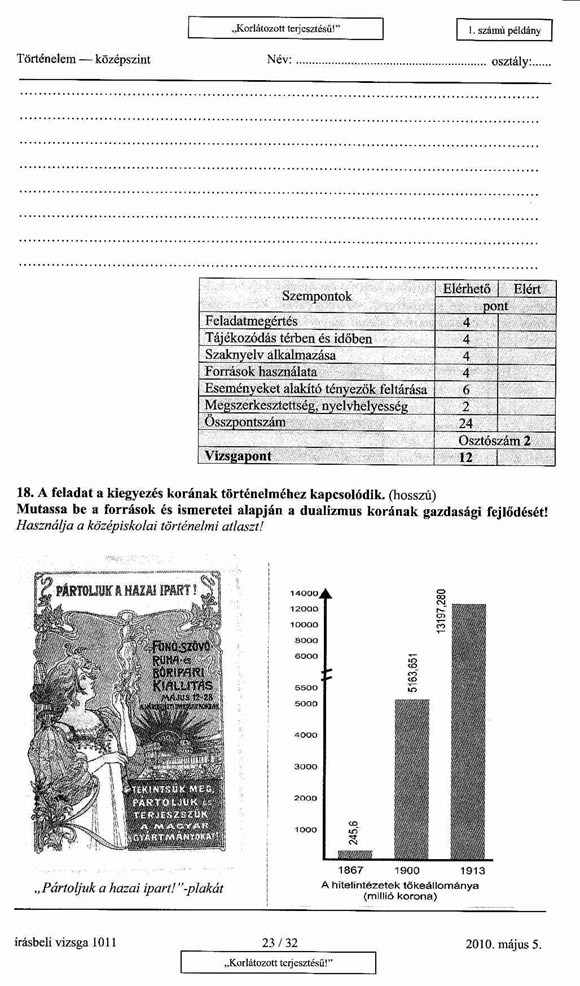 „Korlátozott terjesztésű!”
1. számú példány
Történelem — középszint Név: ........................................................ osztály:......
Szempontok Elérhető Elért
pont
Feladatmegértés 4
Tájékozódás térben és időben 4
Szaknyelv alkalmazása 4
Források használata 4
Eseményeket alakító tényezők feltárása 6
Megszerkesztettség, nyelvhelyesség 2
Összpontszám 24
Osztószám 2
Vizsgapont 12
18. A feladat a kiegyezés korának történelméhez kapcsolódik. (hosszú)
Mutassa be a források és ismeretei alapján a dualizmus korának gazdasági fejlődését!
Használja a középiskolai történelmi atlaszt!
PÁRTOLJUK A HAZAI IPART!
FONÓ-SZÖVŐ
RUHA- és
BŐRIPARI
KIÁLLITÁS
MÁJUS 12-28
TEKINTSÜK MEG,
PÁRTOLJUK és
TERJESZSZÜK
A MAGYAR
GYÁRTMÁNYOKAT!
„Pártoljuk a hazai ipart!”-plakát
14000
12000
10000
8000
6000
5500
5000
4000
3000
2000
1000
245,6
5163,651
13197,280
1867 1900 1913
A hitelintézetek tőkeállománya
(millió korona)
írásbeli vizsga 1011 23 / 32 2010. május 5.
„Korlátozott terjesztésű!”